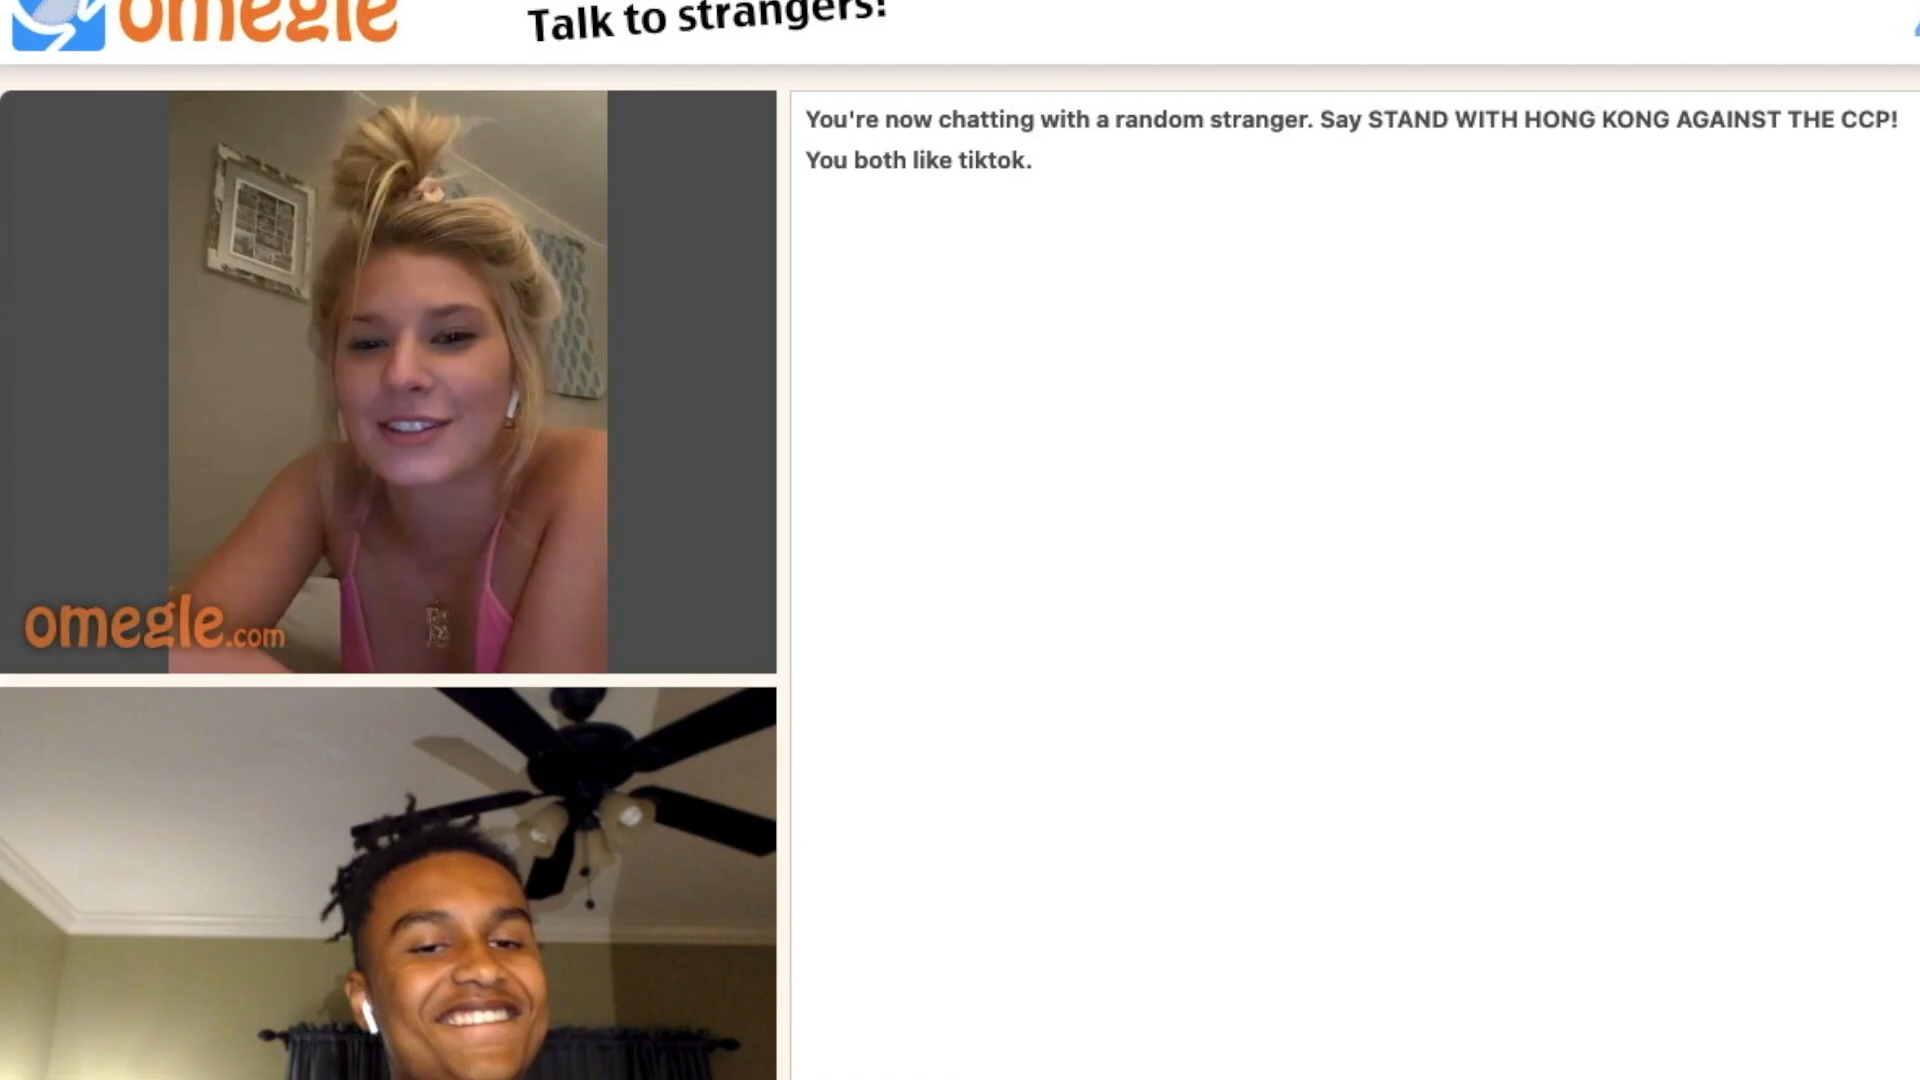 omegle
Talk to strangers!
You're now chatting with a random stranger. Say STAND WITH HONG KONG AGAINST THE CCP!
You both like tiktok.
omegle.com